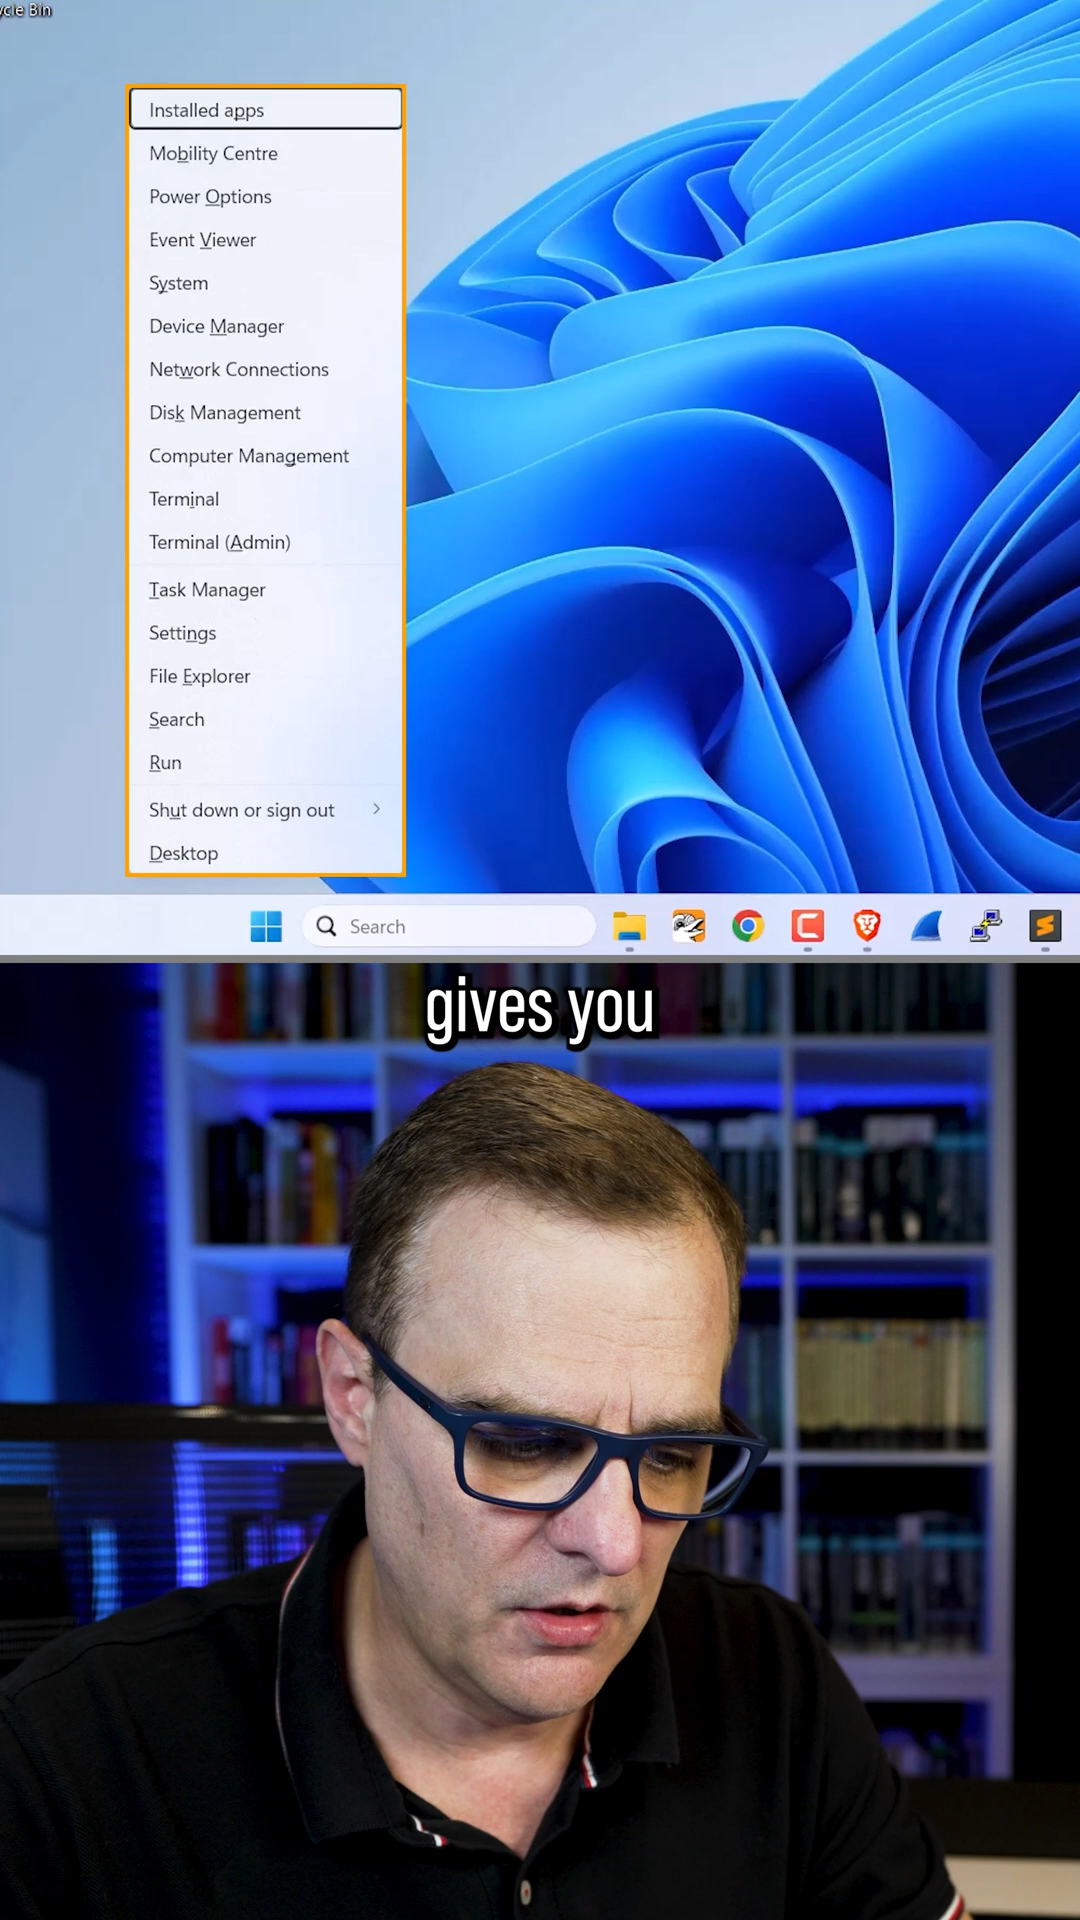 ycle Bin
Installed apps
Mobility Centre
Power Options
Event Viewer
System
Device Manager
Network Connections
Disk Management
Computer Management
Terminal
Terminal (Admin)
Task Manager
Settings
File Explorer
Search
Run
Shut down or sign out
Desktop
Search
gives you